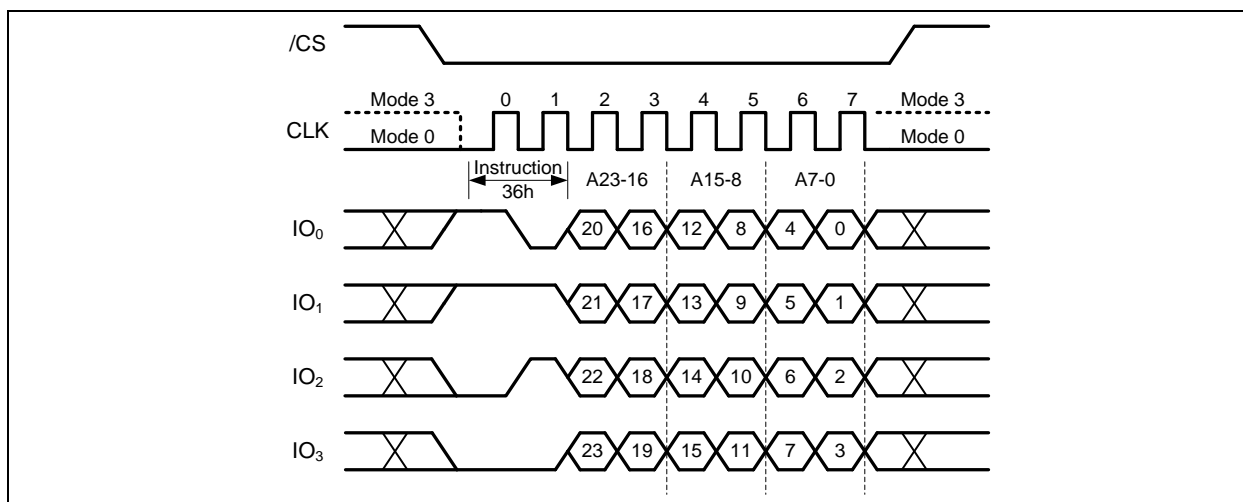 /CS
Mode 3 0 1 2 3 4 5 6 7 Mode 3
CLK
Mode 0 Mode 0
Instruction
36h
A23-16 A15-8 A7-0
IO₀ 20 16 12 8 4 0
IO₁ 21 17 13 9 5 1
IO₂ 22 18 14 10 6 2
IO₃ 23 19 15 11 7 3